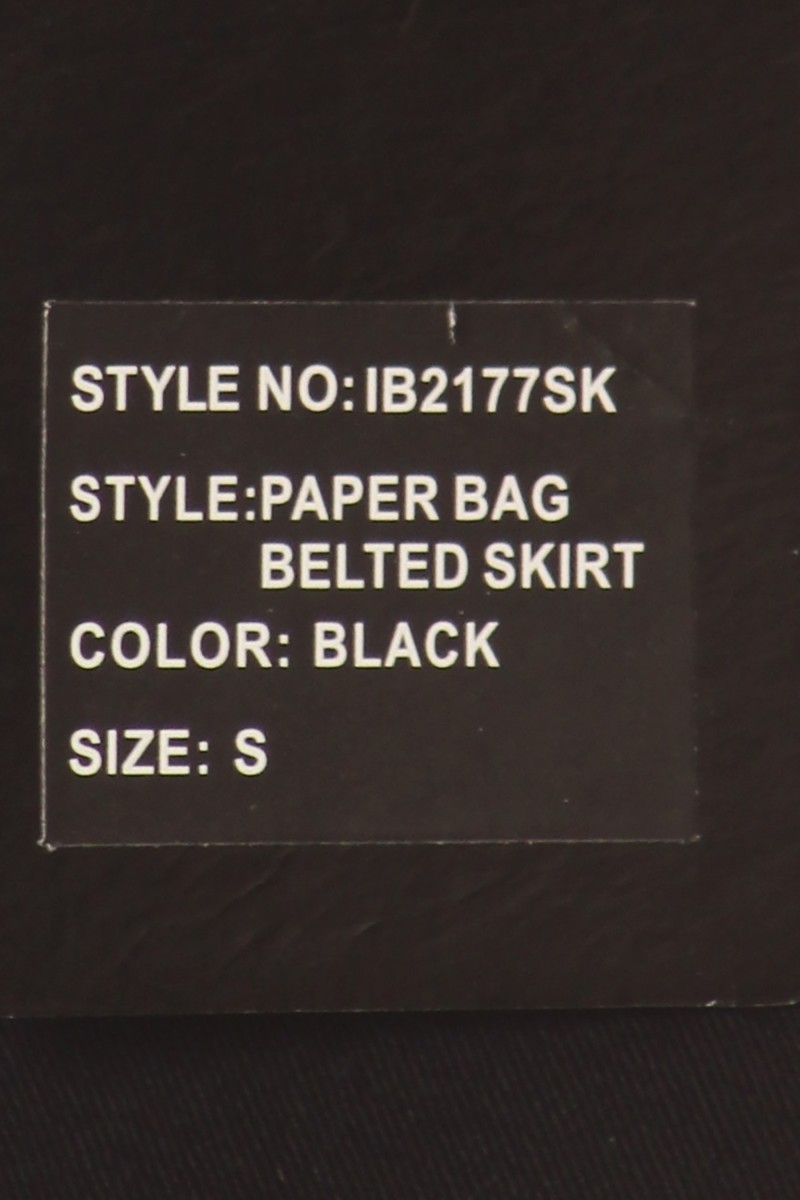 STYLE NO: IB2177SK
STYLE:PAPER BAG
BELTED SKIRT
COLOR: BLACK
SIZE: S